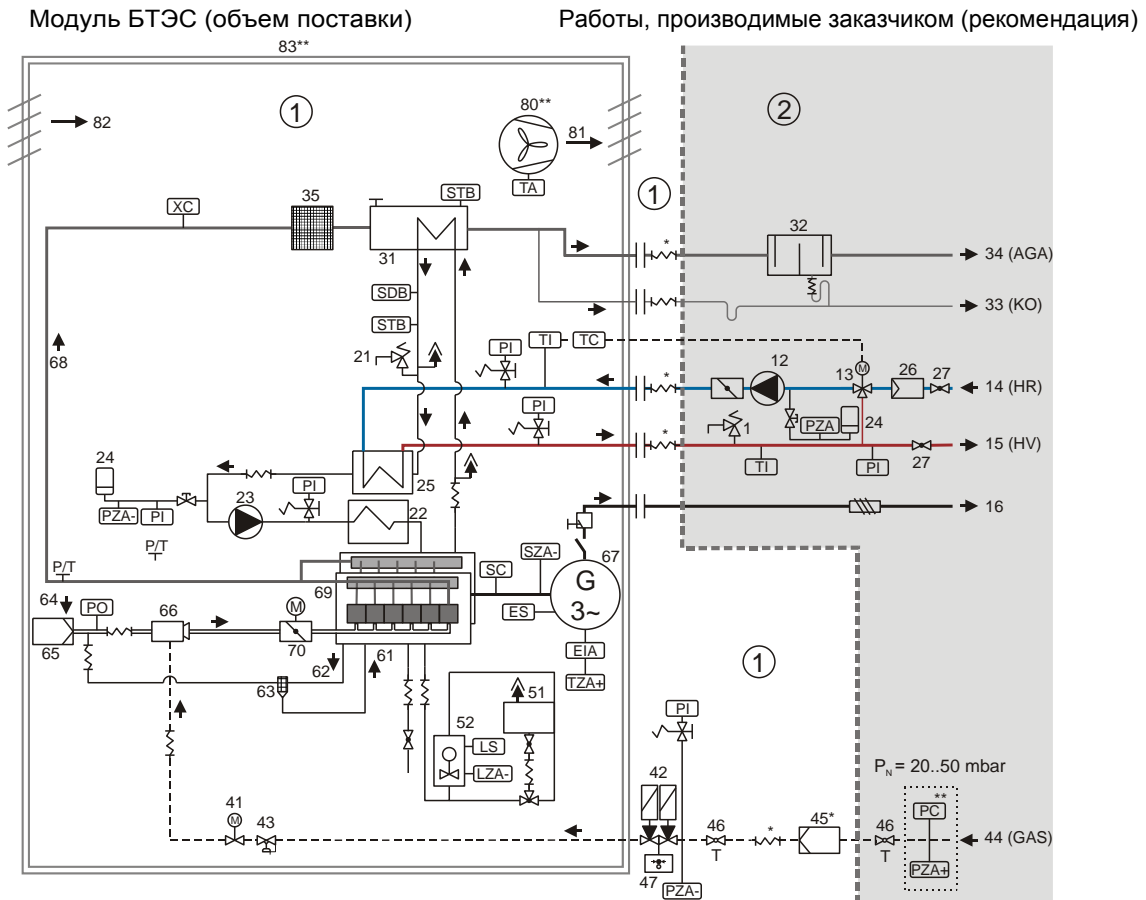 Модуль БТЭС (объем поставки)
Работы, производимые заказчиком (рекомендация)
83**
82
1
80**
81
TA
2
1
XC
35
STB
31
32
34 (AGA)
SDB
33 (KO)
STB
68
21
PI
TI
TC
12
13
M
26
27
14 (HR)
PI
1
PZA
24
15 (HV)
TI
PI
27
24
23
PI
25
22
PZA-
PI
16
P/T
P/T
SZA-
67
SC
G
3~
69
ES
64
PO
66
M
65
70
62
61
63
EIA
TZA+
1
51
52
LS
LZA-
PI
P
N
= 20..50 mbar
42
**
PC
41
M
43
46
T
*
45*
46
T
44 (GAS)
47
PZA-
PZA+
*
*
*